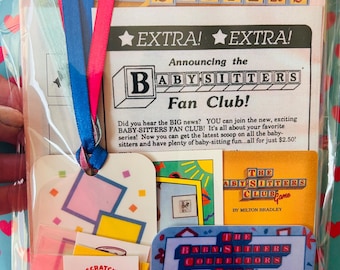 ★ EXTRA! ★ EXTRA!
Announcing the
BABY-SITTERS
Fan Club!
Did you hear the BIG news? YOU can join the new, exciting
BABY-SITTERS FAN CLUB! It's all about your favorite
series! Now you can get the latest scoop on all the baby-
sitters and have plenty of baby-sitting fun...all for just $2.50!
THE
BABY SITTERS
CLUB Game
BY MILTON BRADLEY
SCRATCH
THE
BABY-SITTERS
COLLECTORS